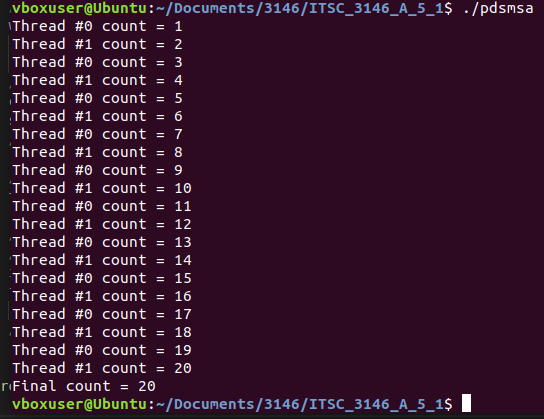 vboxuser@Ubuntu:~/Documents/3146/ITSC_3146_A_5_1$ ./pdsmsa
Thread #0 count = 1
Thread #1 count = 2
Thread #0 count = 3
Thread #1 count = 4
Thread #0 count = 5
Thread #1 count = 6
Thread #0 count = 7
Thread #1 count = 8
Thread #0 count = 9
Thread #1 count = 10
Thread #0 count = 11
Thread #1 count = 12
Thread #0 count = 13
Thread #1 count = 14
Thread #0 count = 15
Thread #1 count = 16
Thread #0 count = 17
Thread #1 count = 18
Thread #0 count = 19
Thread #1 count = 20
Final count = 20
vboxuser@Ubuntu:~/Documents/3146/ITSC_3146_A_5_1$